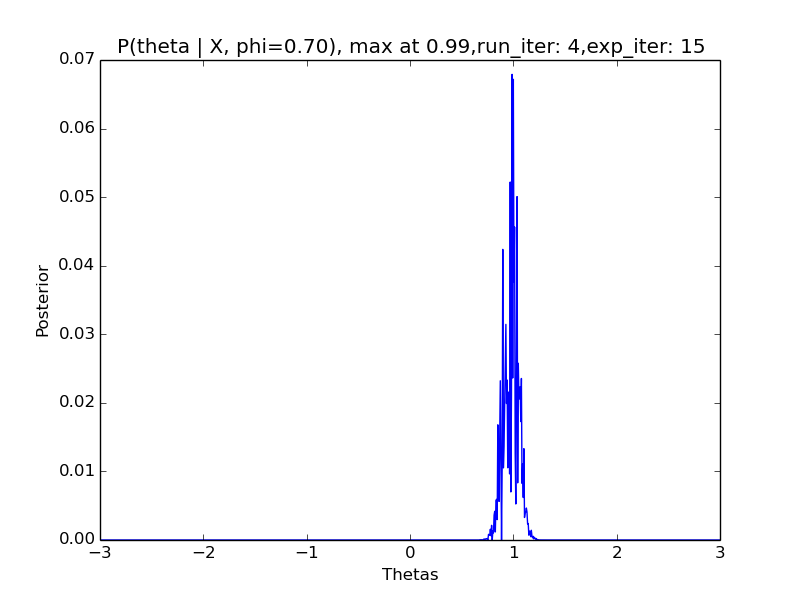 P(theta | X, phi=0.70), max at 0.99,run_iter: 4,exp_iter: 15
0.07
0.06
0.05
0.04
0.03
0.02
0.01
0.00
Posterior
−3 −2 −1 0 1 2 3
Thetas